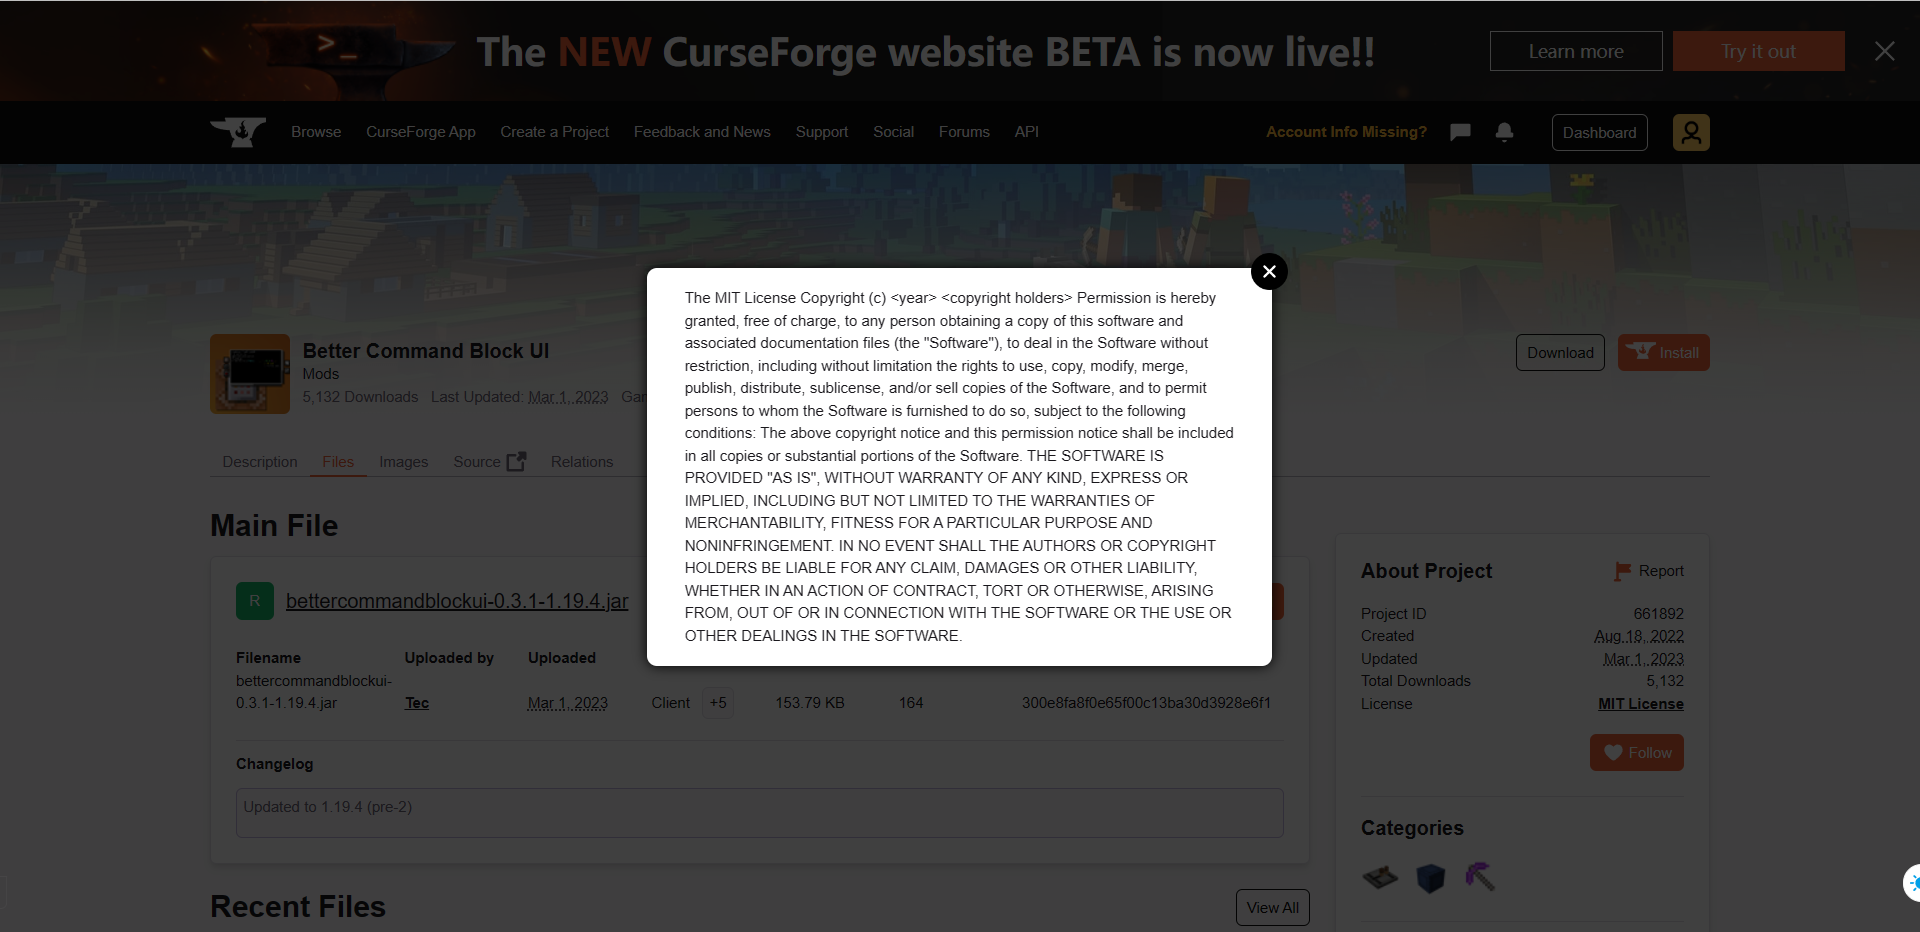 The NEW CurseForge website BETA is now live!!
Learn more
Try it out
Browse
CurseForge App
Create a Project
Feedback and News
Support
Social
Forums
API
Account Info Missing?
Dashboard
Better Command Block UI
Mods
5,132 Downloads Last Updated: Mar 1, 2023
Download
Install
Description
Files
Images
Source
Relations
The MIT License Copyright (c) <year> <copyright holders> Permission is hereby
granted, free of charge, to any person obtaining a copy of this software and
associated documentation files (the "Software"), to deal in the Software without
restriction, including without limitation the rights to use, copy, modify, merge,
publish, distribute, sublicense, and/or sell copies of the Software, and to permit
persons to whom the Software is furnished to do so, subject to the following
conditions: The above copyright notice and this permission notice shall be included
in all copies or substantial portions of the Software. THE SOFTWARE IS
PROVIDED "AS IS", WITHOUT WARRANTY OF ANY KIND, EXPRESS OR
IMPLIED, INCLUDING BUT NOT LIMITED TO THE WARRANTIES OF
MERCHANTABILITY, FITNESS FOR A PARTICULAR PURPOSE AND
NONINFRINGEMENT. IN NO EVENT SHALL THE AUTHORS OR COPYRIGHT
HOLDERS BE LIABLE FOR ANY CLAIM, DAMAGES OR OTHER LIABILITY,
WHETHER IN AN ACTION OF CONTRACT, TORT OR OTHERWISE, ARISING
FROM, OUT OF OR IN CONNECTION WITH THE SOFTWARE OR THE USE OR
OTHER DEALINGS IN THE SOFTWARE.
Main File
R
bettercommandblockui-0.3.1-1.19.4.jar
Filename
bettercommandblockui-
0.3.1-1.19.4.jar
Uploaded by
Tec
Uploaded
Mar 1, 2023
Client
+5
153.79 KB
164
300e8fa8f0e65f00c13ba30d3928e6f1
Changelog
Updated to 1.19.4 (pre-2)
Recent Files
View All
About Project
Report
Project ID 661892
Created Aug 18, 2022
Updated Mar 1, 2023
Total Downloads 5,132
License MIT License
Follow
Categories